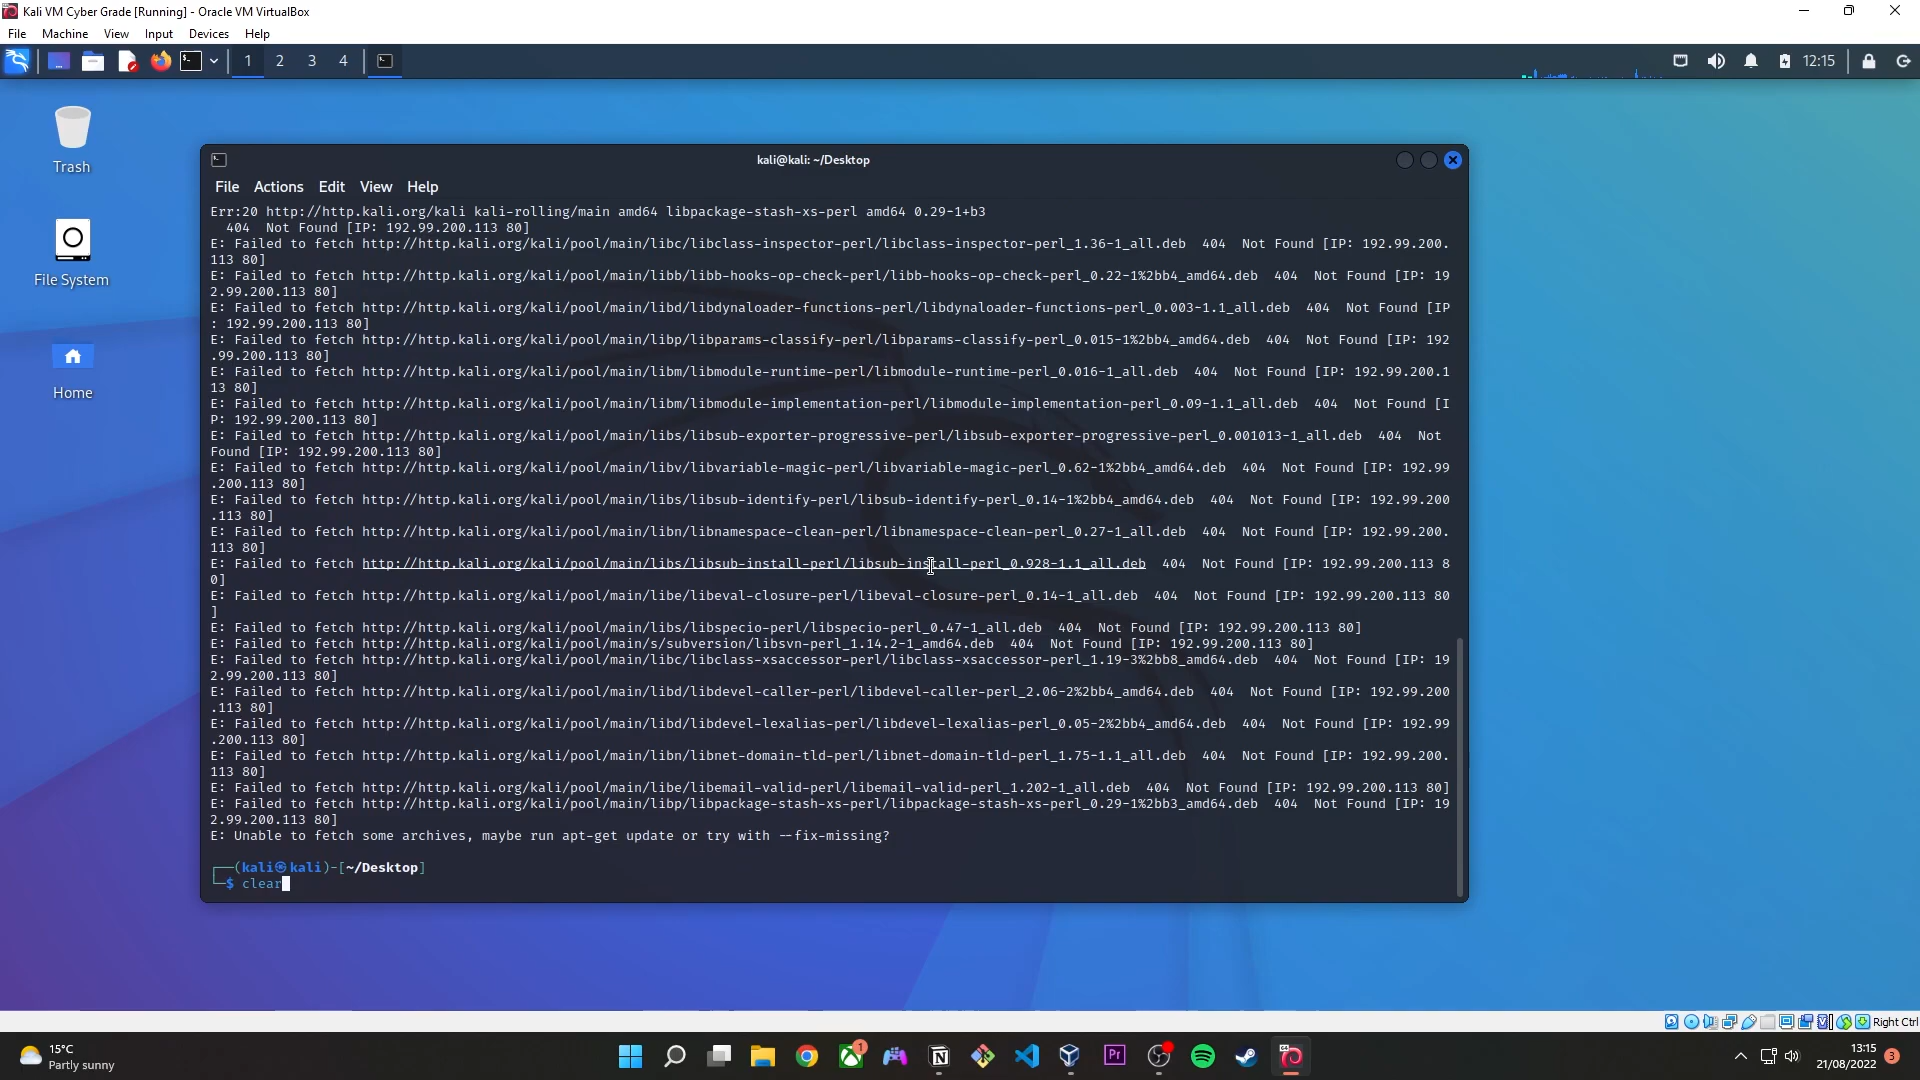 Kali VM Cyber Grade [Running] - Oracle VM VirtualBox
File Machine View Input Devices Help
1 2 3 4 12:15
Trash
File System
Home
kali@kali: ~/Desktop
File Actions Edit View Help
Err:20 http://http.kali.org/kali kali-rolling/main amd64 libpackage-stash-xs-perl amd64 0.29-1+b3
404 Not Found [IP: 192.99.200.113 80]
E: Failed to fetch http://http.kali.org/kali/pool/main/libc/libclass-inspector-perl/libclass-inspector-perl_1.36-1_all.deb 404 Not Found [IP: 192.99.200.
113 80]
E: Failed to fetch http://http.kali.org/kali/pool/main/libb/libb-hooks-op-check-perl/libb-hooks-op-check-perl_0.22-1%2bb4_amd64.deb 404 Not Found [IP: 19
2.99.200.113 80]
E: Failed to fetch http://http.kali.org/kali/pool/main/libd/libdynaloader-functions-perl/libdynaloader-functions-perl_0.003-1.1_all.deb 404 Not Found [IP
: 192.99.200.113 80]
E: Failed to fetch http://http.kali.org/kali/pool/main/libp/libparams-classify-perl/libparams-classify-perl_0.015-1%2bb4_amd64.deb 404 Not Found [IP: 192
.99.200.113 80]
E: Failed to fetch http://http.kali.org/kali/pool/main/libm/libmodule-runtime-perl/libmodule-runtime-perl_0.016-1_all.deb 404 Not Found [IP: 192.99.200.1
13 80]
E: Failed to fetch http://http.kali.org/kali/pool/main/libm/libmodule-implementation-perl/libmodule-implementation-perl_0.09-1.1_all.deb 404 Not Found [I
P: 192.99.200.113 80]
E: Failed to fetch http://http.kali.org/kali/pool/main/libs/libsub-exporter-progressive-perl/libsub-exporter-progressive-perl_0.001013-1_all.deb 404 Not
Found [IP: 192.99.200.113 80]
E: Failed to fetch http://http.kali.org/kali/pool/main/libv/libvariable-magic-perl/libvariable-magic-perl_0.62-1%2bb4_amd64.deb 404 Not Found [IP: 192.99
.200.113 80]
E: Failed to fetch http://http.kali.org/kali/pool/main/libs/libsub-identify-perl/libsub-identify-perl_0.14-1%2bb4_amd64.deb 404 Not Found [IP: 192.99.200
.113 80]
E: Failed to fetch http://http.kali.org/kali/pool/main/libn/libnamespace-clean-perl/libnamespace-clean-perl_0.27-1_all.deb 404 Not Found [IP: 192.99.200.
113 80]
E: Failed to fetch http://http.kali.org/kali/pool/main/libs/libsub-install-perl/libsub-install-perl_0.928-1.1_all.deb 404 Not Found [IP: 192.99.200.113 8
0]
E: Failed to fetch http://http.kali.org/kali/pool/main/libe/libeval-closure-perl/libeval-closure-perl_0.14-1_all.deb 404 Not Found [IP: 192.99.200.113 80
]
E: Failed to fetch http://http.kali.org/kali/pool/main/libs/libspecio-perl/libspecio-perl_0.47-1_all.deb 404 Not Found [IP: 192.99.200.113 80]
E: Failed to fetch http://http.kali.org/kali/pool/main/s/subversion/libsvn-perl_1.14.2-1_amd64.deb 404 Not Found [IP: 192.99.200.113 80]
E: Failed to fetch http://http.kali.org/kali/pool/main/libc/libclass-xsaccessor-perl/libclass-xsaccessor-perl_1.19-3%2bb8_amd64.deb 404 Not Found [IP: 19
2.99.200.113 80]
E: Failed to fetch http://http.kali.org/kali/pool/main/libd/libdevel-caller-perl/libdevel-caller-perl_2.06-2%2bb4_amd64.deb 404 Not Found [IP: 192.99.200
.113 80]
E: Failed to fetch http://http.kali.org/kali/pool/main/libd/libdevel-lexalias-perl/libdevel-lexalias-perl_0.05-2%2bb4_amd64.deb 404 Not Found [IP: 192.99
.200.113 80]
E: Failed to fetch http://http.kali.org/kali/pool/main/libn/libnet-domain-tld-perl/libnet-domain-tld-perl_1.75-1.1_all.deb 404 Not Found [IP: 192.99.200.
113 80]
E: Failed to fetch http://http.kali.org/kali/pool/main/libe/libemail-valid-perl/libemail-valid-perl_1.202-1_all.deb 404 Not Found [IP: 192.99.200.113 80]
E: Failed to fetch http://http.kali.org/kali/pool/main/libp/libpackage-stash-xs-perl/libpackage-stash-xs-perl_0.29-1%2bb3_amd64.deb 404 Not Found [IP: 19
2.99.200.113 80]
E: Unable to fetch some archives, maybe run apt-get update or try with --fix-missing?
┌──(kali㉿kali)-[~/Desktop]
└─$ clear
Right Ctrl
15°C
Partly sunny
1
Pr
13:15
21/08/2022
3